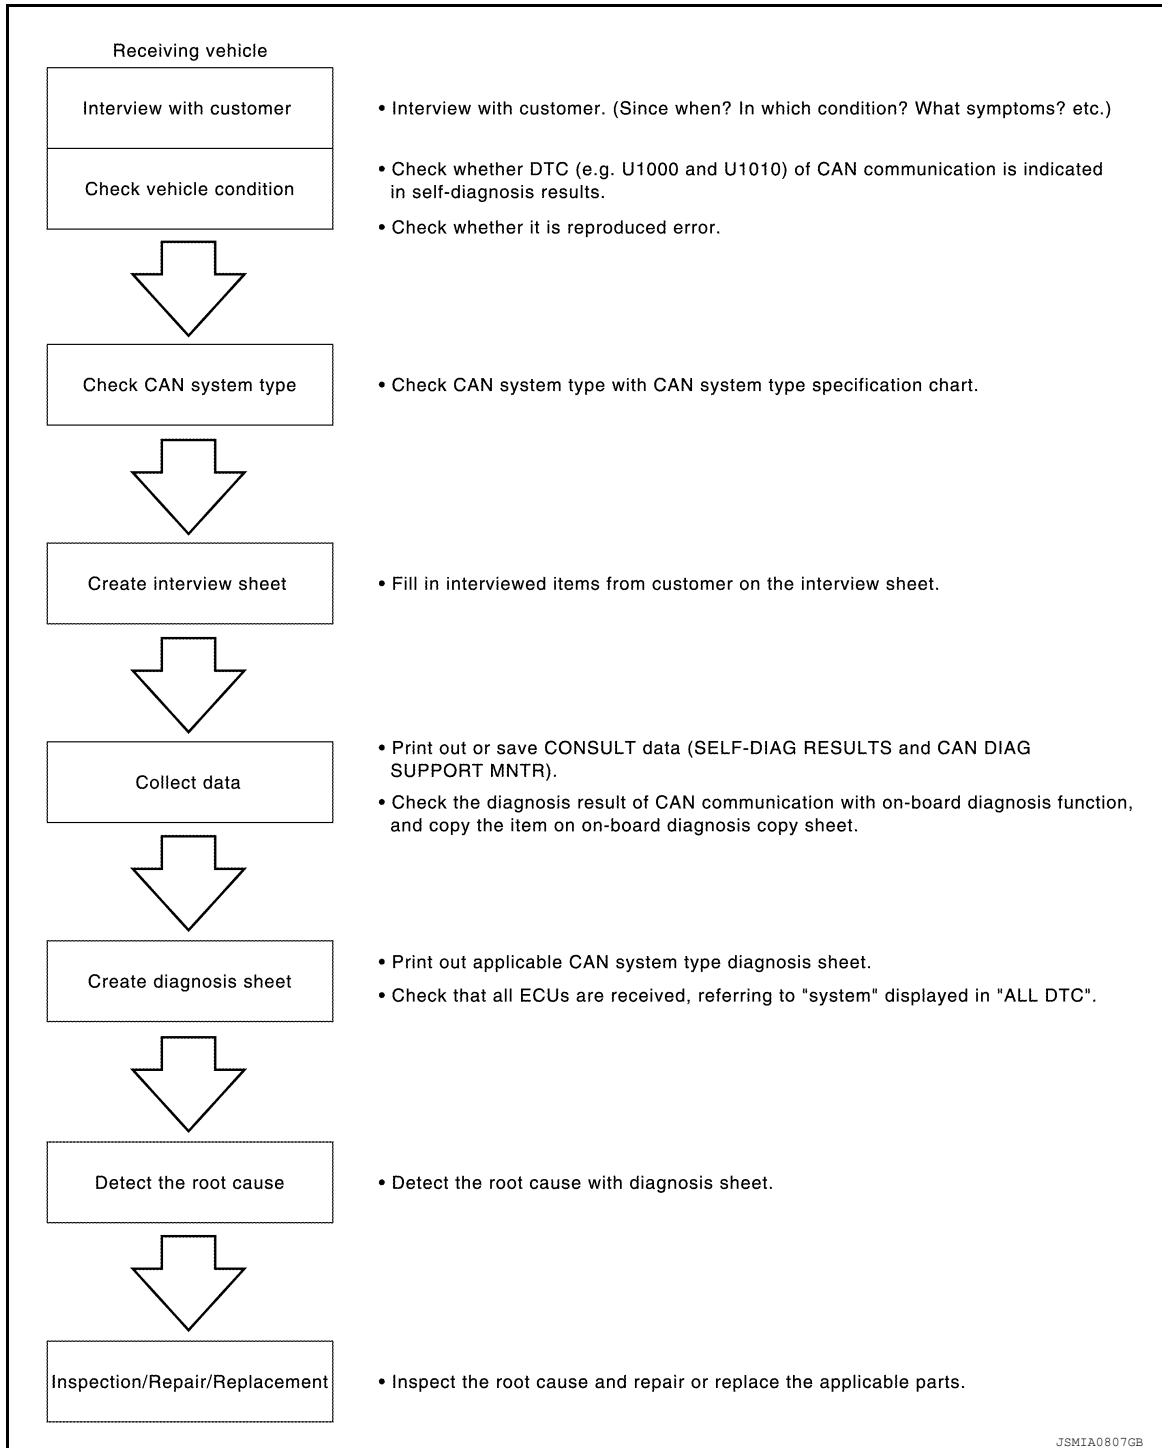 Receiving vehicle
Interview with customer
• Interview with customer. (Since when? In which condition? What symptoms? etc.)
Check vehicle condition
• Check whether DTC (e.g. U1000 and U1010) of CAN communication is indicated
in self-diagnosis results.
• Check whether it is reproduced error.
Check CAN system type
• Check CAN system type with CAN system type specification chart.
Create interview sheet
• Fill in interviewed items from customer on the interview sheet.
Collect data
• Print out or save CONSULT data (SELF-DIAG RESULTS and CAN DIAG
SUPPORT MNTR).
• Check the diagnosis result of CAN communication with on-board diagnosis function,
and copy the item on on-board diagnosis copy sheet.
Create diagnosis sheet
• Print out applicable CAN system type diagnosis sheet.
• Check that all ECUs are received, referring to "system" displayed in "ALL DTC".
Detect the root cause
• Detect the root cause with diagnosis sheet.
Inspection/Repair/Replacement
• Inspect the root cause and repair or replace the applicable parts.
JSMIA0807GB